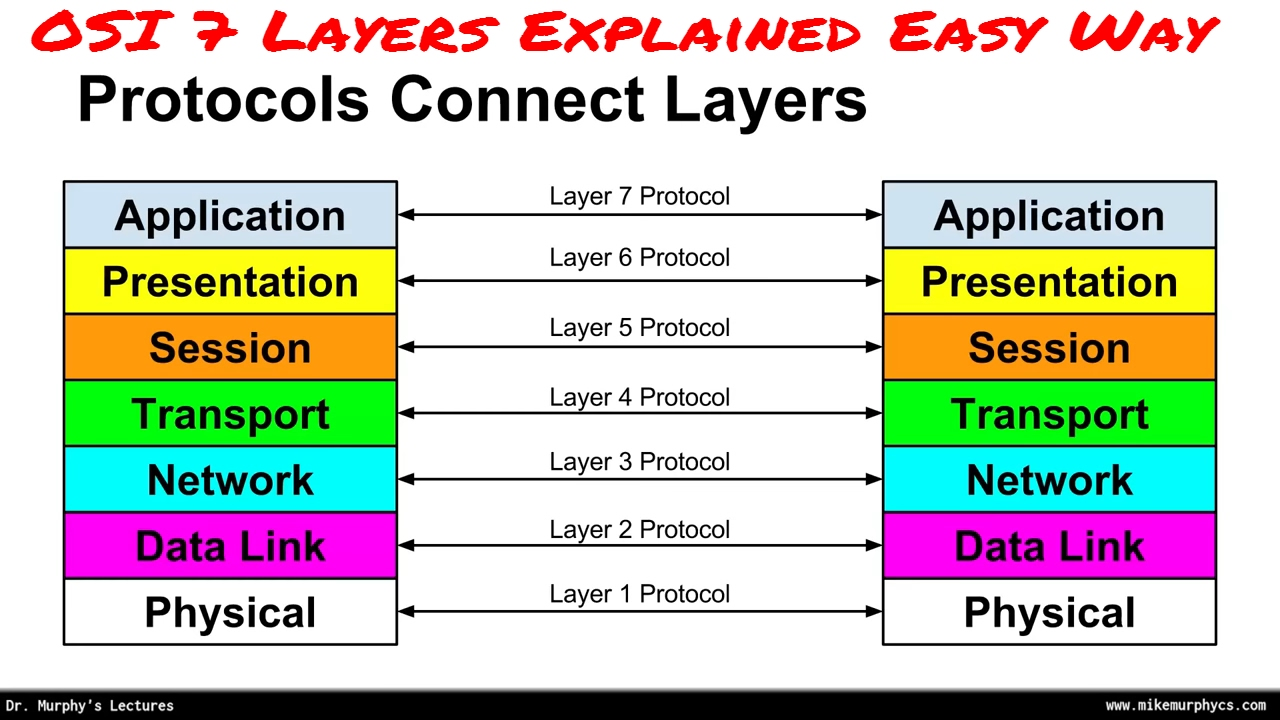 OSI 7 Layers Explained Easy Way
Protocols Connect Layers
Application Layer 7 Protocol Application
Presentation Layer 6 Protocol Presentation
Session Layer 5 Protocol Session
Transport Layer 4 Protocol Transport
Network Layer 3 Protocol Network
Data Link Layer 2 Protocol Data Link
Physical Layer 1 Protocol Physical
Dr. Murphy's Lectures www.mikemurphycs.com